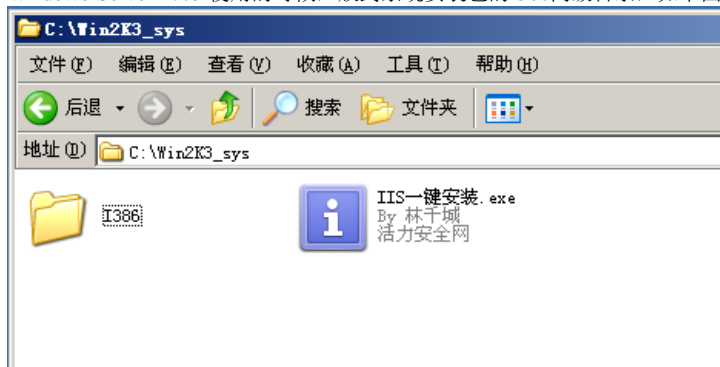 C:\Win2K3_sys
文件(F) 编辑(E) 查看(V) 收藏(A) 工具(T) 帮助(H)
后退 搜索 文件夹
地址(D) C:\Win2K3_sys
I386
IIS一键安装.exe
By 林千城
活力安全网